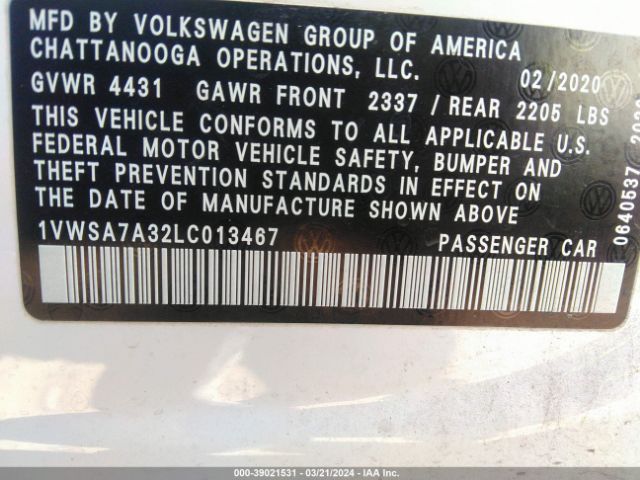 MFD BY VOLKSWAGEN GROUP OF AMERICA
CHATTANOOGA OPERATIONS, LLC. 02/2020
GVWR 4431 GAWR FRONT 2337 / REAR 2205 LBS
THIS VEHICLE CONFORMS TO ALL APPLICABLE U.S.
FEDERAL MOTOR VEHICLE SAFETY, BUMPER AND
THEFT PREVENTION STANDARDS IN EFFECT ON
THE DATE OF MANUFACTURE SHOWN ABOVE.
1VWSA7A32LC013467 PASSENGER CAR
0640537
000-39021531 - 03/21/2024 - IAA Inc.